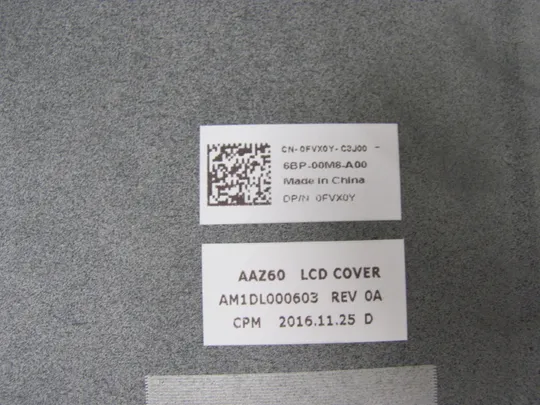 CN-0FVX0Y-C3J00 -
6BP-00M8-A00
Made in China
DP/N 0FVX0Y
AAZ60 LCD COVER
AM1DL000603 REV 0A
CPM 2016.11.25 D